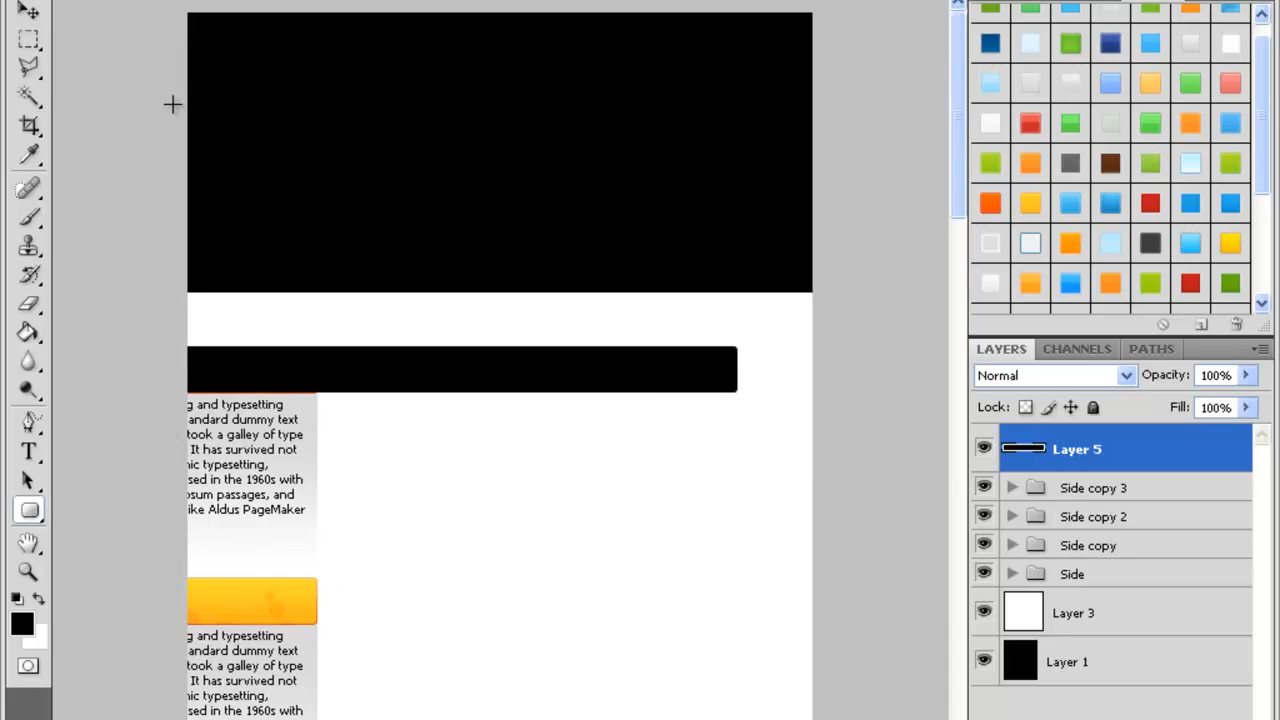 LAYERS CHANNELS PATHS
Normal Opacity: 100%
Lock: Fill: 100%
Layer 5
Side copy 3
Side copy 2
Side copy
Side
Layer 3
Layer 1
g and typesetting
andard dummy text
took a galley of type
It has survived not
nic typesetting,
sed in the 1960s with
psum passages, and
ike Aldus PageMaker
g and typesetting
andard dummy text
took a galley of type
It has survived not
nic typesetting,
sed in the 1960s with
T